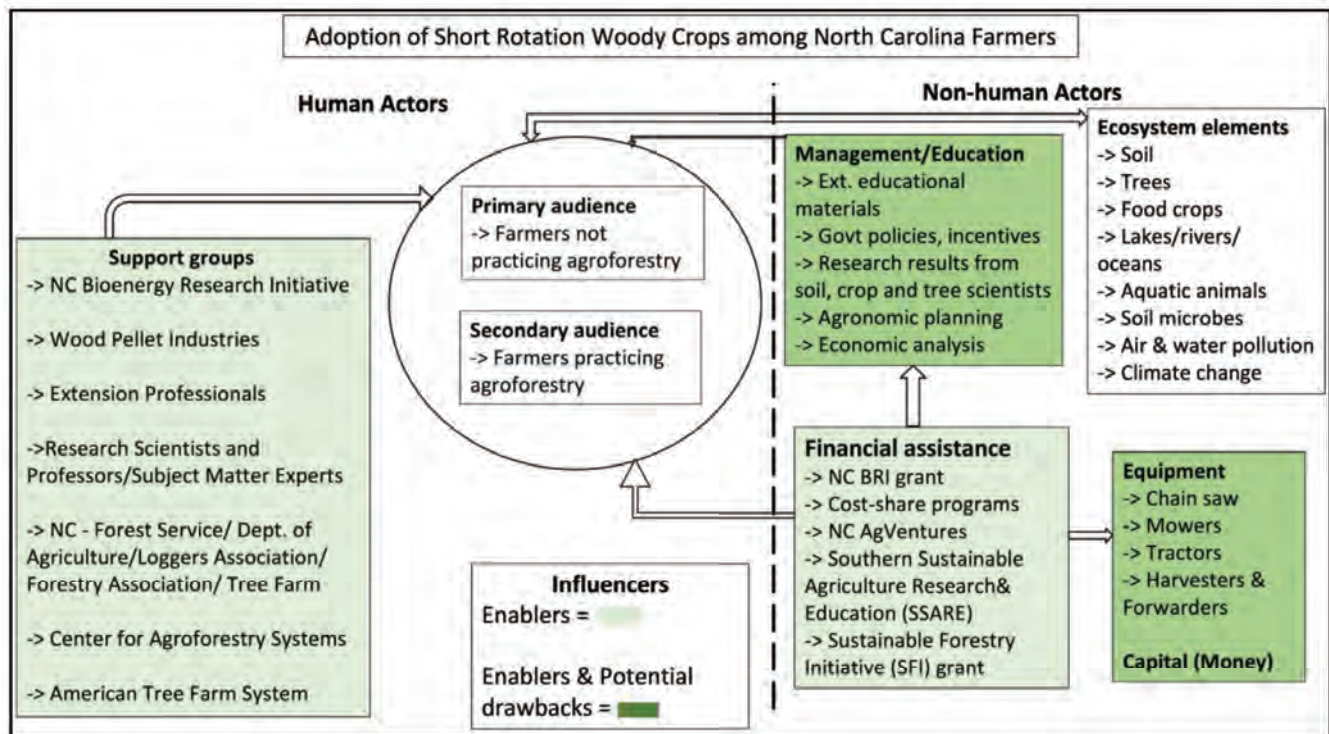 Adoption of Short Rotation Woody Crops among North Carolina Farmers
Human Actors
Non-human Actors
Support groups
-> NC Bioenergy Research Initiative
-> Wood Pellet Industries
-> Extension Professionals
->Research Scientists and
Professors/Subject Matter Experts
-> NC - Forest Service/ Dept. of
Agriculture/Loggers Association/
Forestry Association/ Tree Farm
-> Center for Agroforestry Systems
-> American Tree Farm System
Primary audience
-> Farmers not
practicing agroforestry
Secondary audience
-> Farmers practicing
agroforestry
Influencers
Enablers =
Enablers & Potential
drawbacks =
Management/Education
-> Ext. educational
materials
-> Govt policies, incentives
-> Research results from
soil, crop and tree scientists
-> Agronomic planning
-> Economic analysis
Ecosystem elements
-> Soil
-> Trees
-> Food crops
-> Lakes/rivers/
oceans
-> Aquatic animals
-> Soil microbes
-> Air & water pollution
-> Climate change
Financial assistance
-> NC BRI grant
-> Cost-share programs
-> NC AgVentures
-> Southern Sustainable
Agriculture Research&
Education (SSARE)
-> Sustainable Forestry
Initiative (SFI) grant
Equipment
-> Chain saw
-> Mowers
-> Tractors
-> Harvesters &
Forwarders
Capital (Money)